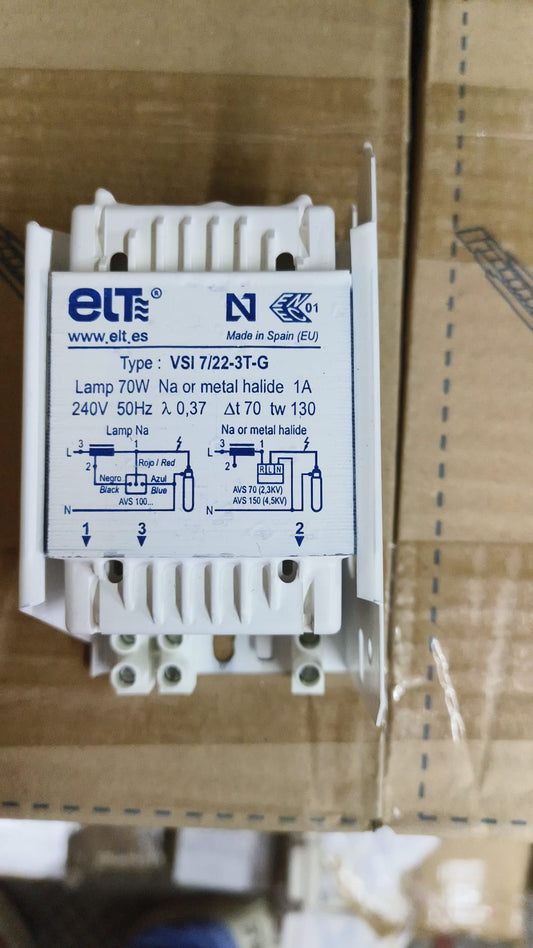 ELT ®
N 01
www.elt.es
Made in Spain (EU)
Type : VSI 7/22-3T-G
Lamp 70W Na or metal halide 1A
240V 50Hz λ 0,37 Δt 70 tw 130
Lamp Na
Na or metal halide
3 1
L
2
Rojo / Red
Negro
Black
Azul
Blue
N
AVS 100...
3 1
L
2
R L N
AVS 70 (2,3KV)
AVS 150 (4,5KV)
N
1 3 2